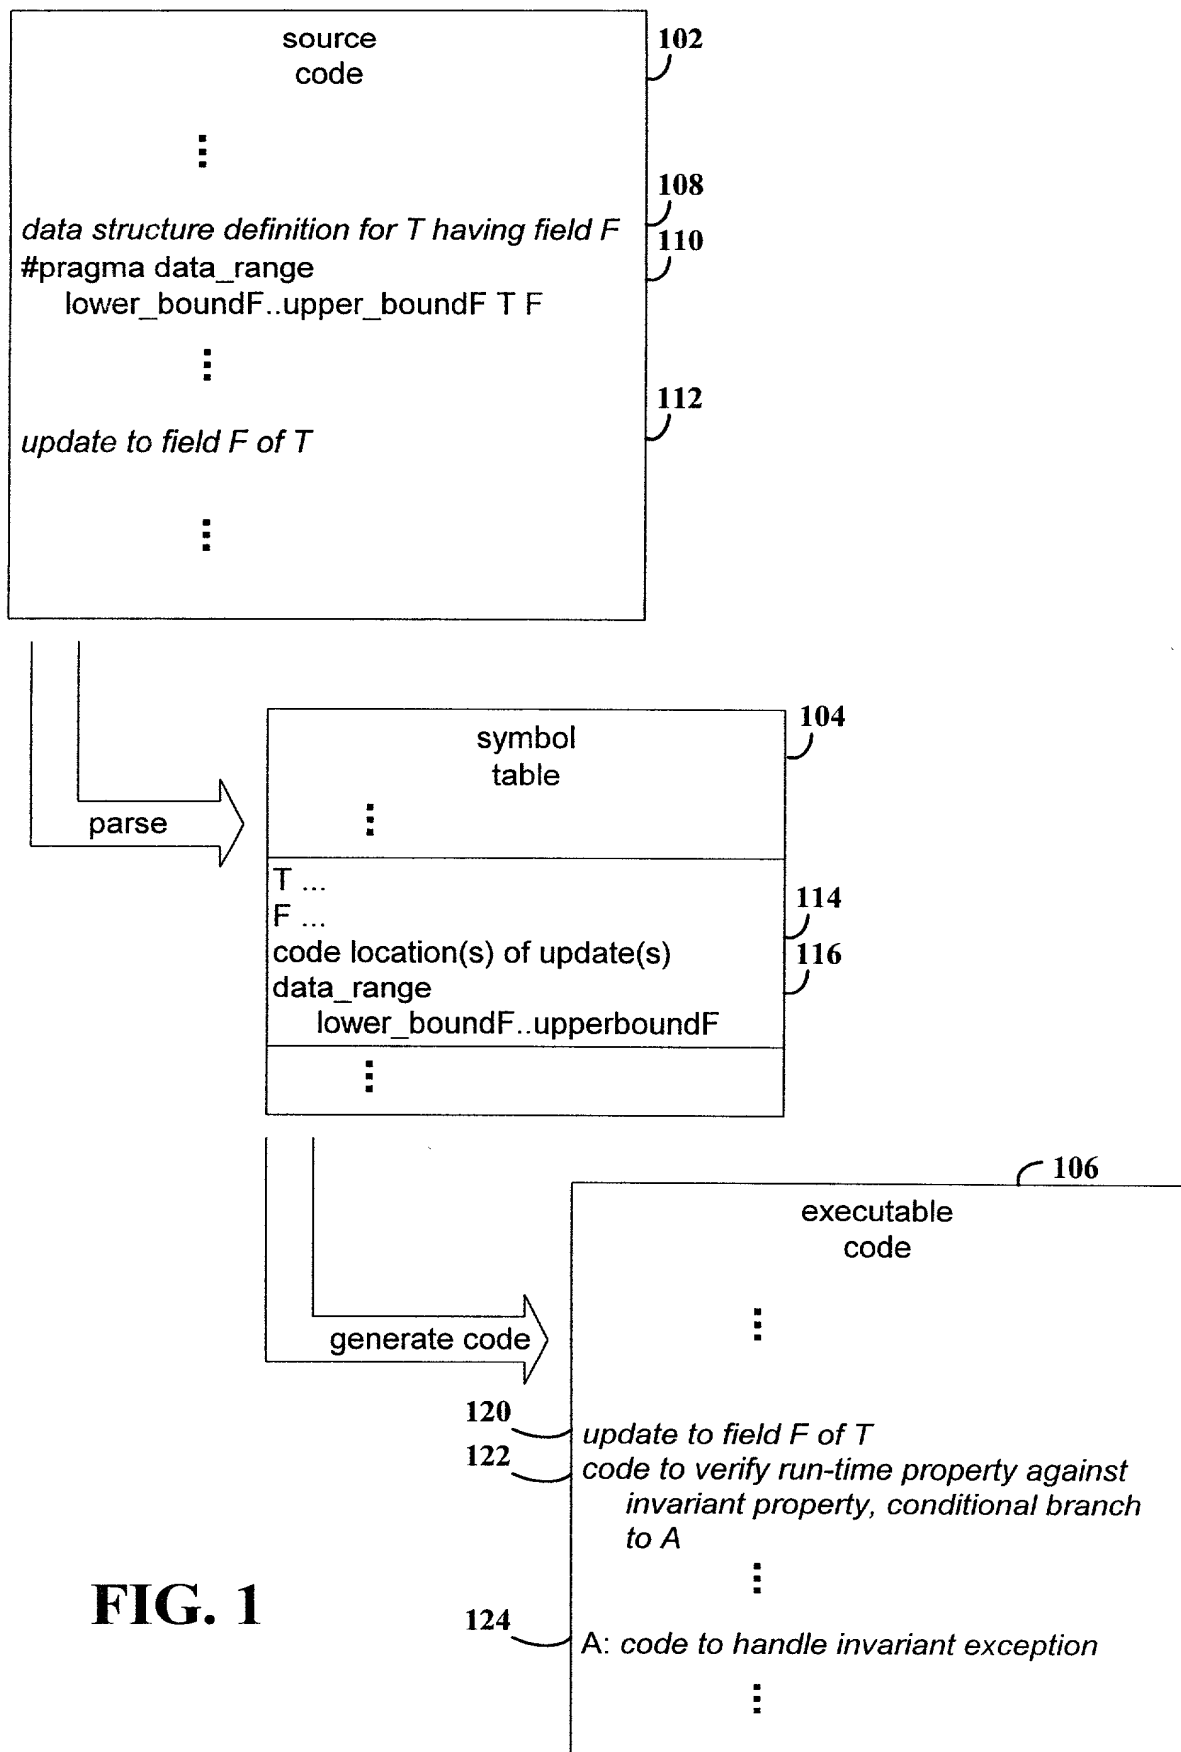 source
code
102
108
data structure definition for T having field F
110
#pragma data_range
lower_boundF..upper_boundF T F
112
update to field F of T
104
symbol
table
parse
T ...
F ...
114
code location(s) of update(s)
116
data_range
lower_boundF..upperboundF
106
executable
code
generate code
120
update to field F of T
122
code to verify run-time property against
invariant property, conditional branch
to A
FIG. 1
124
A: code to handle invariant exception